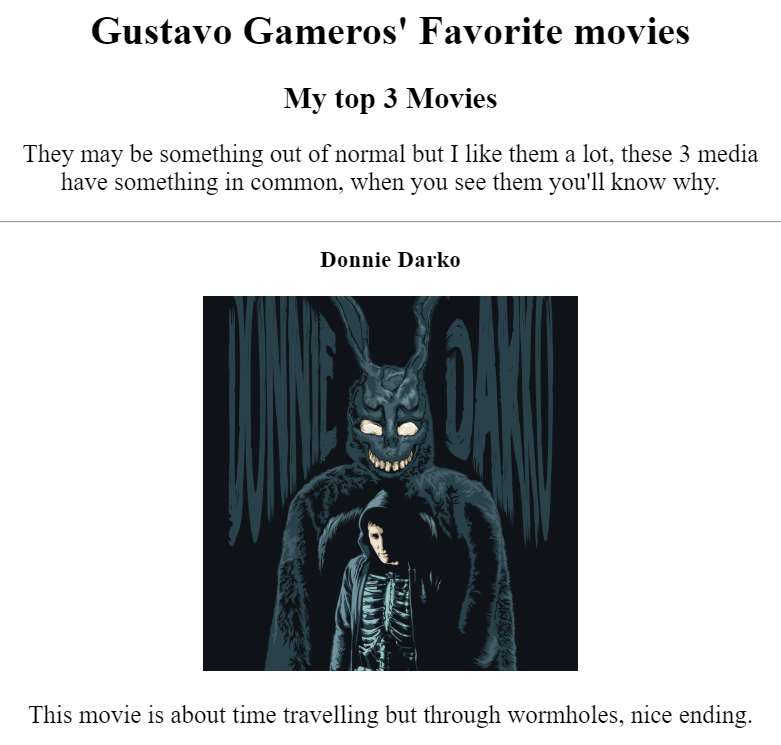 Gustavo Gameros' Favorite movies
My top 3 Movies
They may be something out of normal but I like them a lot, these 3 media
have something in common, when you see them you'll know why.
Donnie Darko
DONNIE DARKO
This movie is about time travelling but through wormholes, nice ending.